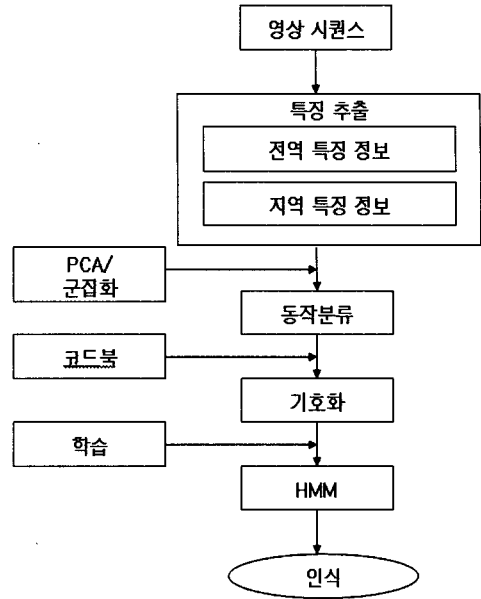 영상 시퀀스
특징 추출
전역 특징 정보
지역 특징 정보
PCA/
군집화
동작분류
코드북
기호화
학습
HMM
인식